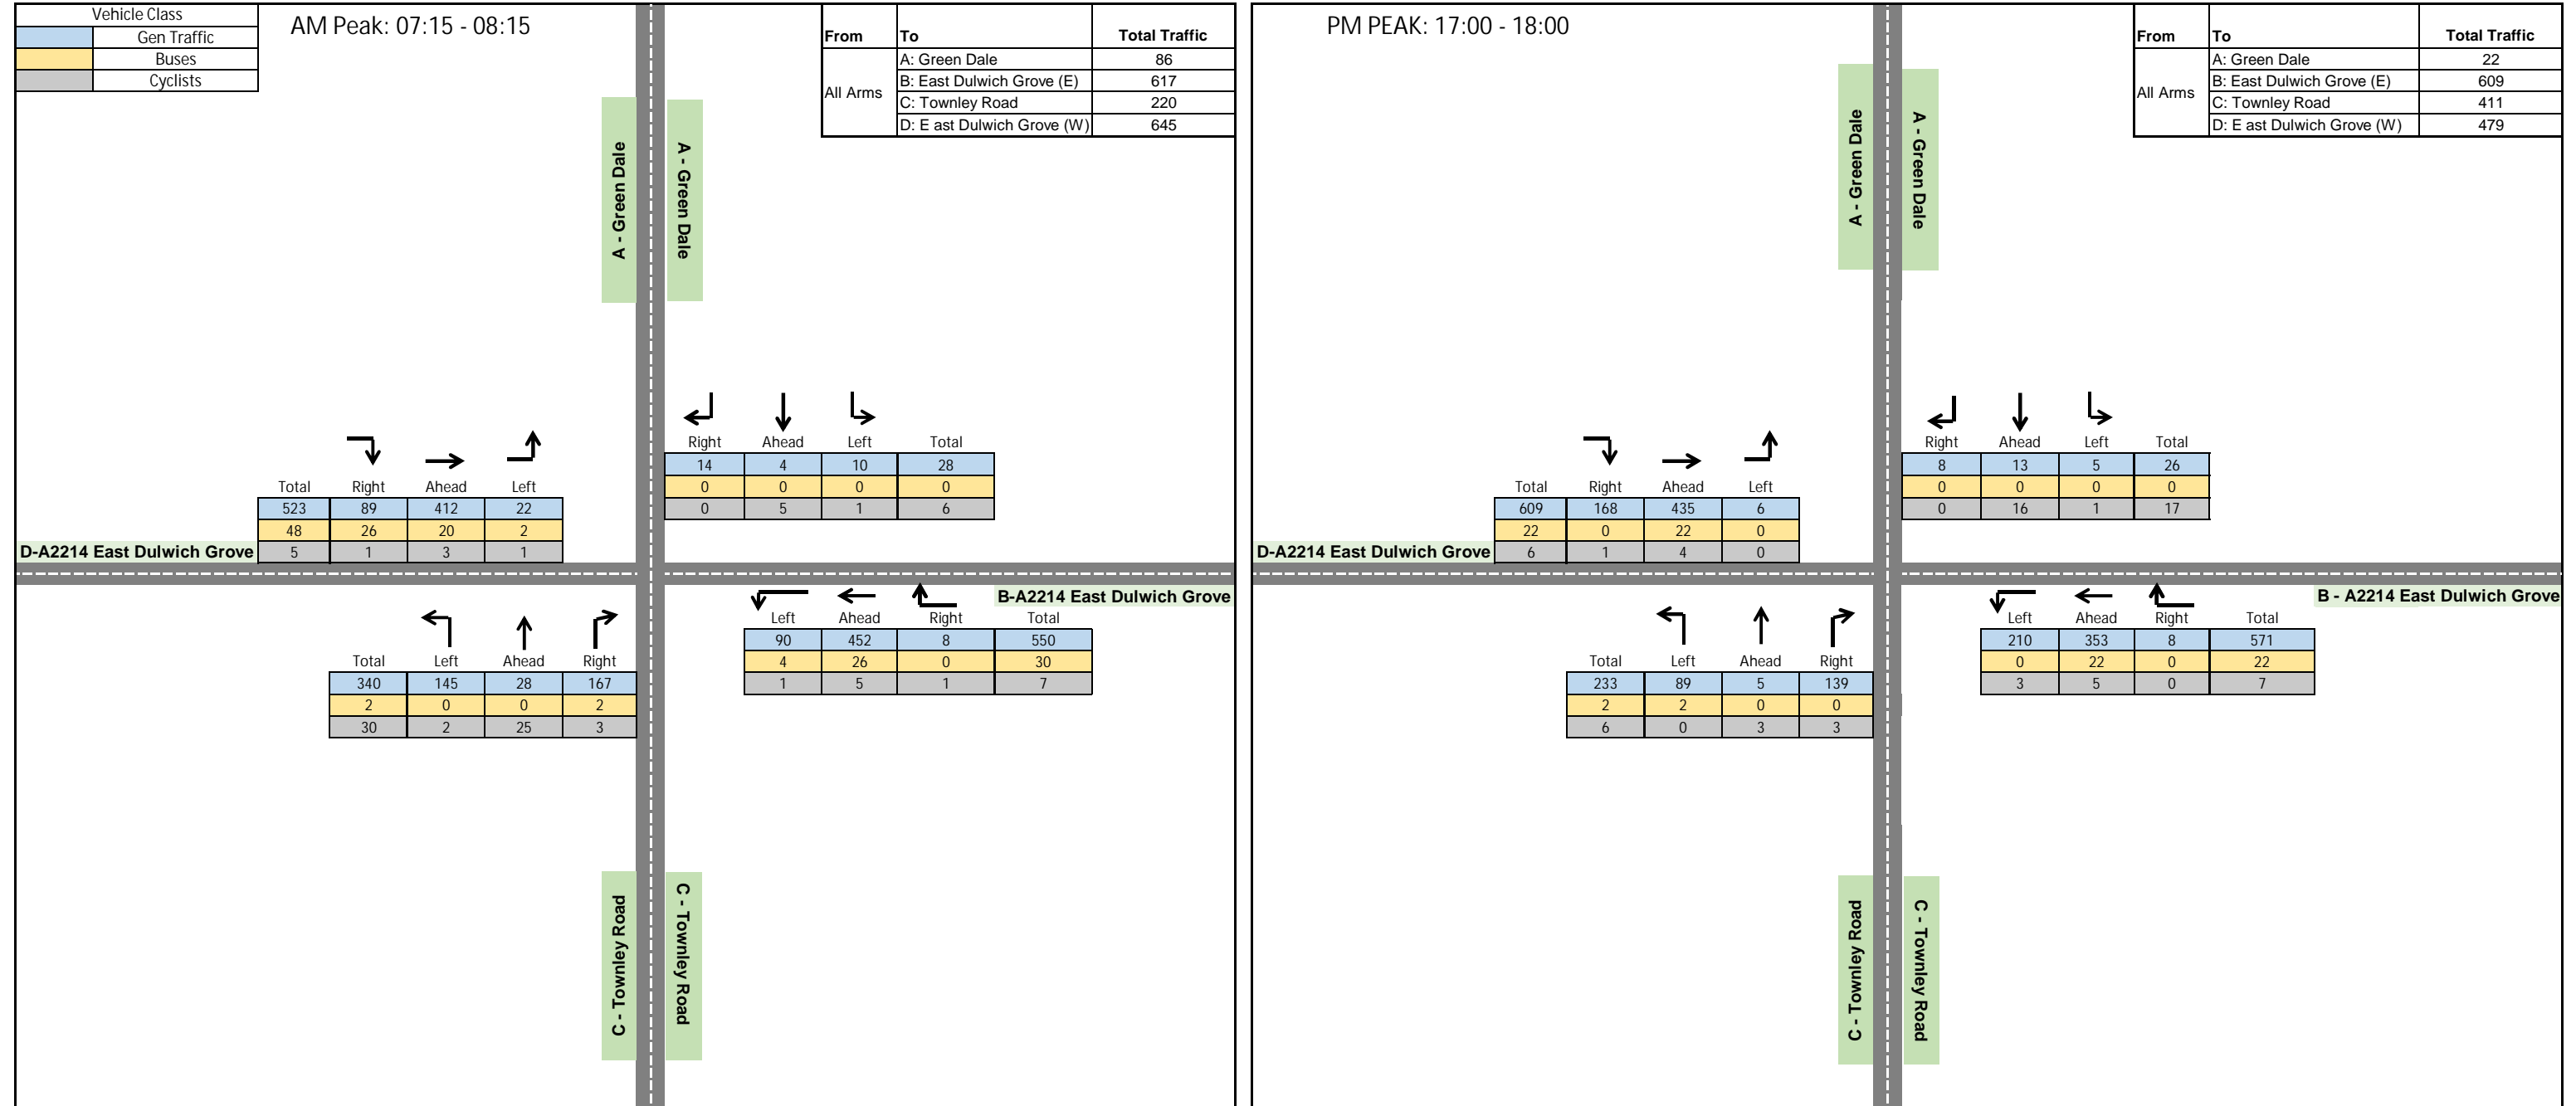 Vehicle Class
Gen Traffic
Buses
Cyclists
AM Peak: 07:15 - 08:15
From To Total Traffic
All Arms
A: Green Dale 86
B: East Dulwich Grove (E) 617
C: Townley Road 220
D: E ast Dulwich Grove (W) 645
A - Green Dale
A - Green Dale
Right Ahead Left Total
14 4 10 28
0 0 0 0
0 5 1 6
Total Right Ahead Left
523 89 412 22
48 26 20 2
5 1 3 1
D-A2214 East Dulwich Grove
B-A2214 East Dulwich Grove
Left Ahead Right Total
90 452 8 550
4 26 0 30
1 5 1 7
Total Left Ahead Right
340 145 28 167
2 0 0 2
30 2 25 3
C - Townley Road
C - Townley Road
PM PEAK: 17:00 - 18:00
From To Total Traffic
All Arms
A: Green Dale 22
B: East Dulwich Grove (E) 609
C: Townley Road 411
D: E ast Dulwich Grove (W) 479
A - Green Dale
A - Green Dale
Right Ahead Left Total
8 13 5 26
0 0 0 0
0 16 1 17
Total Right Ahead Left
609 168 435 6
22 0 22 0
6 1 4 0
D-A2214 East Dulwich Grove
B - A2214 East Dulwich Grove
Left Ahead Right Total
210 353 8 571
0 22 0 22
3 5 0 7
Total Left Ahead Right
233 89 5 139
2 2 0 0
6 0 3 3
C - Townley Road
C - Townley Road